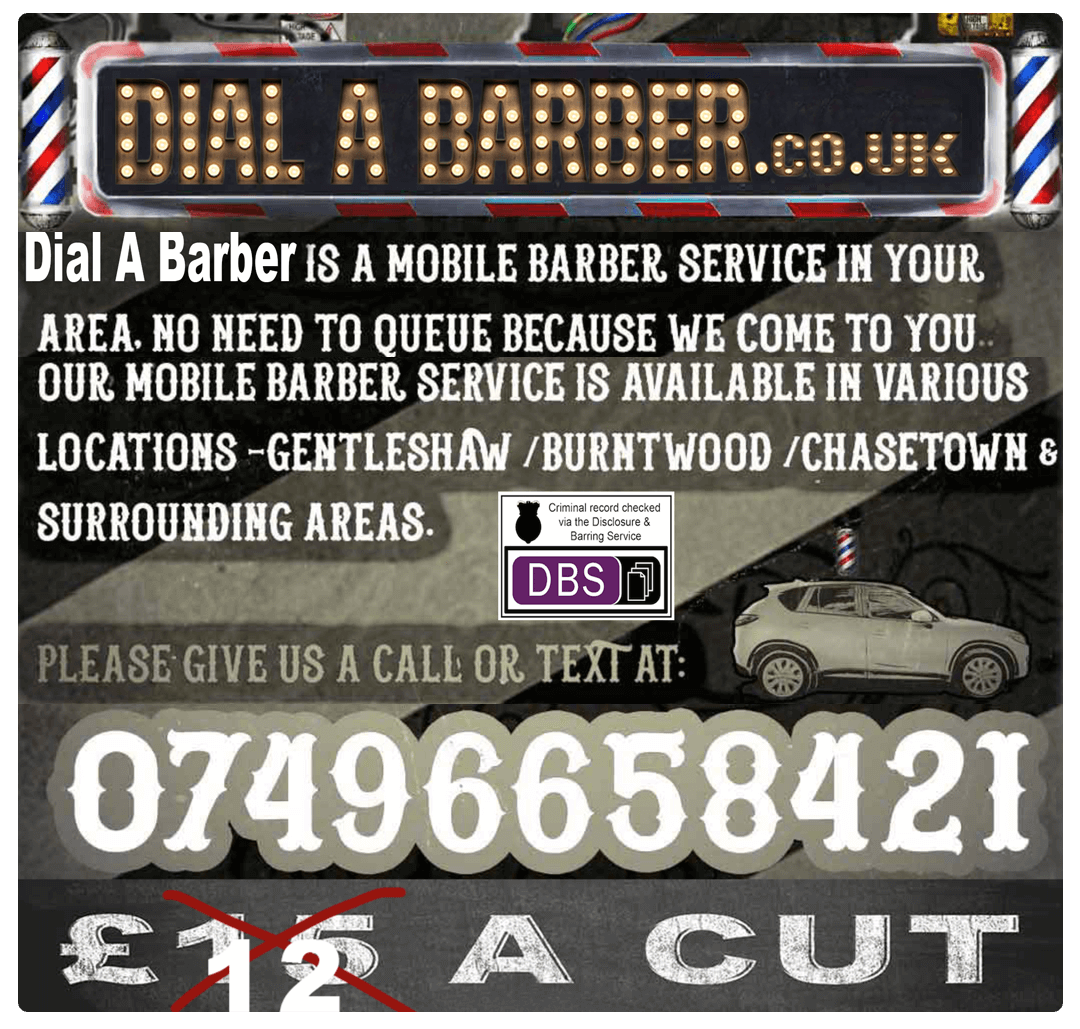 HIGH
VOLTAGE
DIAL A BARBER.CO.UK
Dial A Barber IS A MOBILE BARBER SERVICE IN YOUR
AREA. NO NEED TO QUEUE BECAUSE WE COME TO YOU..
OUR MOBILE BARBER SERVICE IS AVAILABLE IN VARIOUS
LOCATIONS -GENTLESHAW /BURNTWOOD /CHASETOWN &
SURROUNDING AREAS.
Criminal record checked
via the Disclosure &
Barring Service
DBS
PLEASE GIVE US A CALL OR TEXT AT:
07496658421
£15 A CUT
12